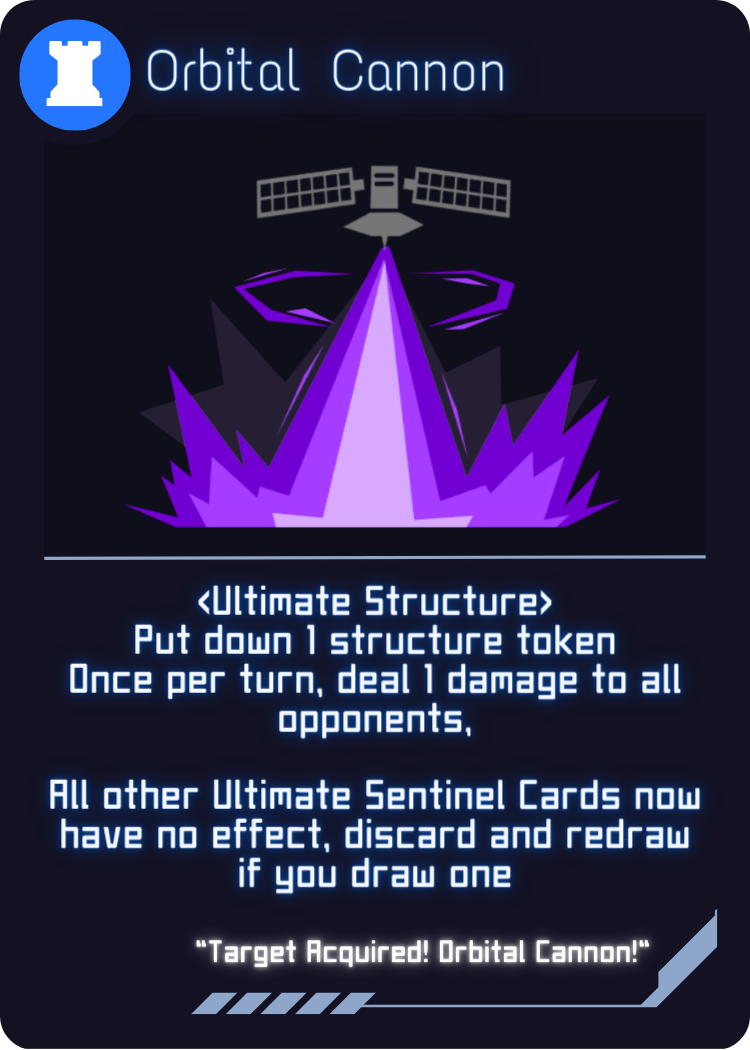 Orbital Cannon
<Ultimate Structure>
Put down 1 structure token
Once per turn, deal 1 damage to all
opponents,
All other Ultimate Sentinel Cards now
have no effect, discard and redraw
if you draw one
"Target Acquired! Orbital Cannon!"